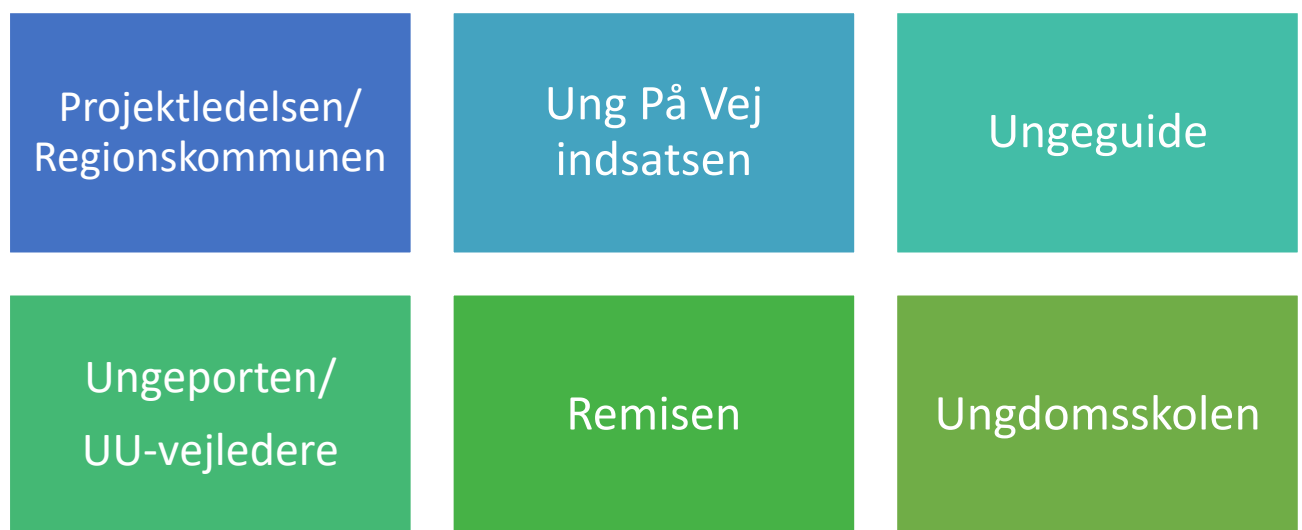 Projektledelsen/
Regionskommunen
Ung På Vej
indsatsen
Ungeguide
Ungeporten/
UU-vejledere
Remisen
Ungdomsskolen